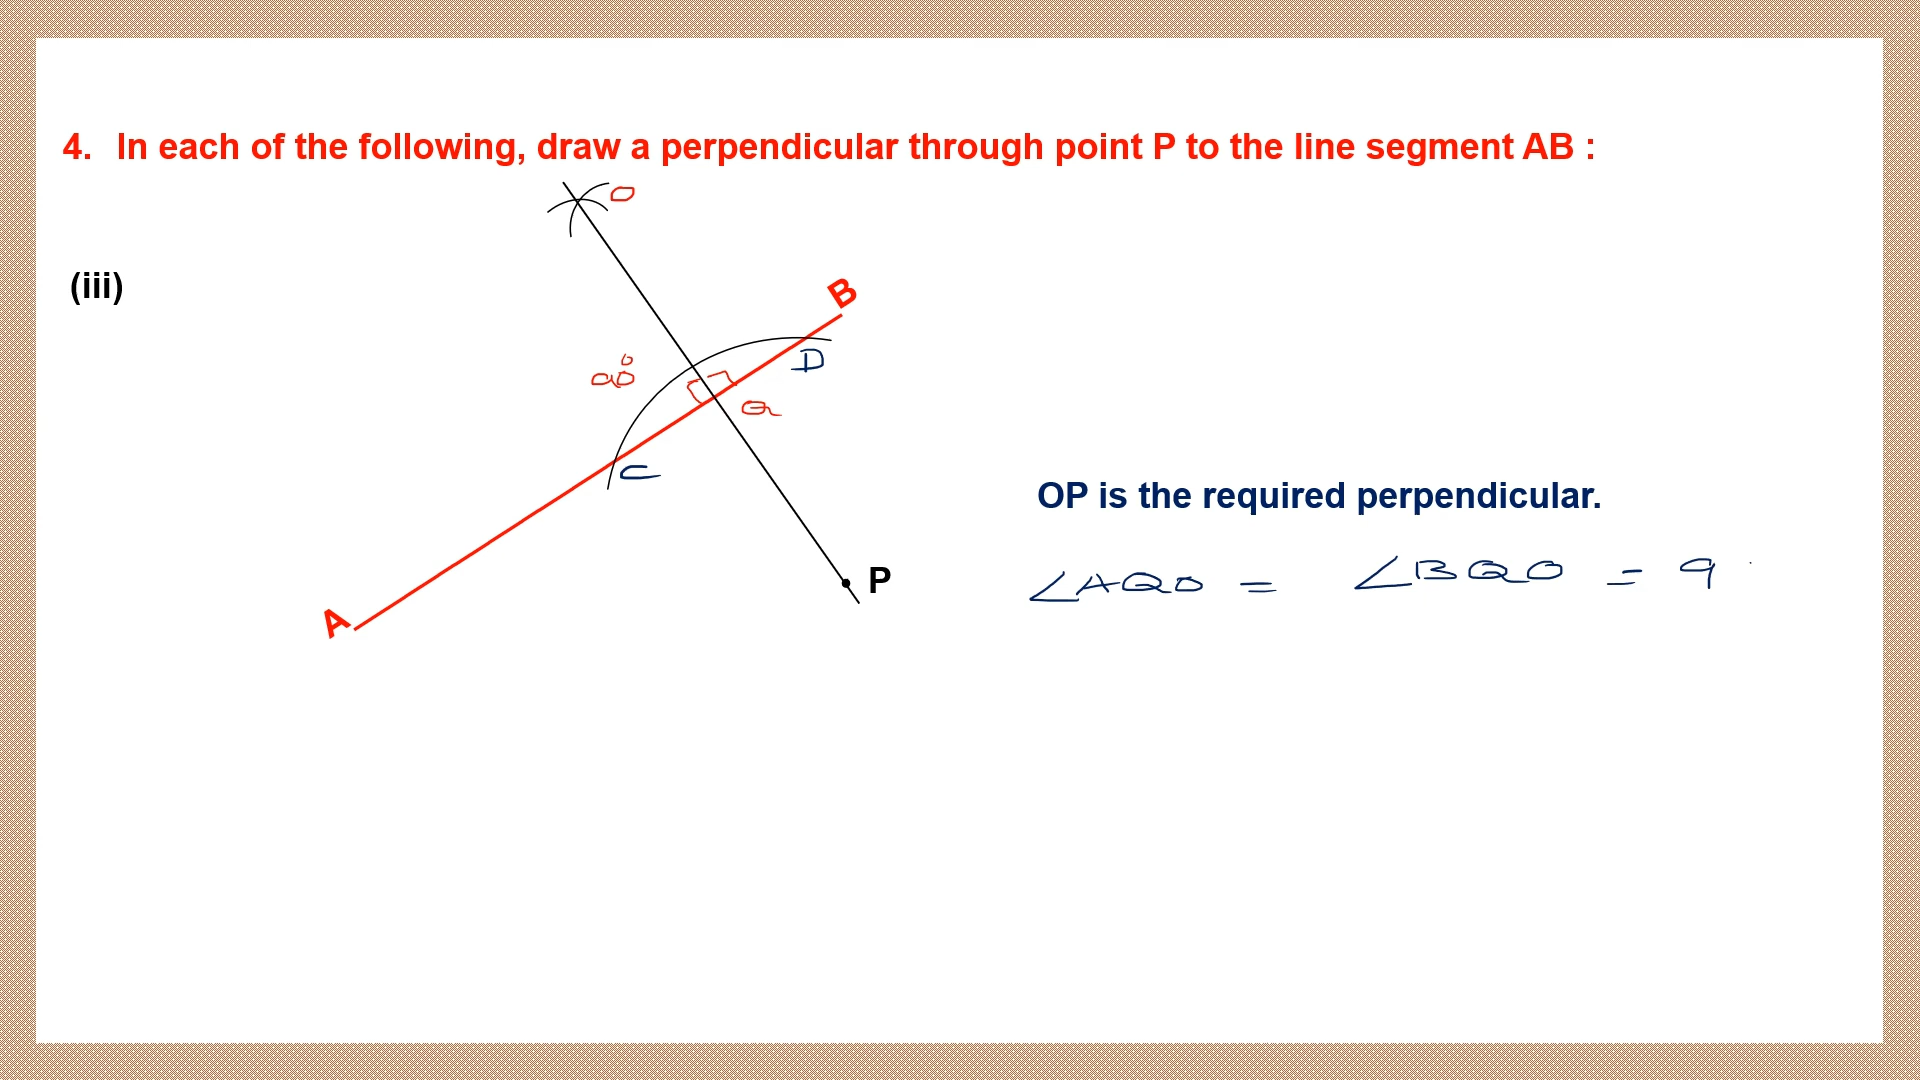 4. In each of the following, draw a perpendicular through point P to the line segment AB :
O
(iii)
B
90°
D
Q
C
OP is the required perpendicular.
P
∠AQO = ∠BQO = 9
A